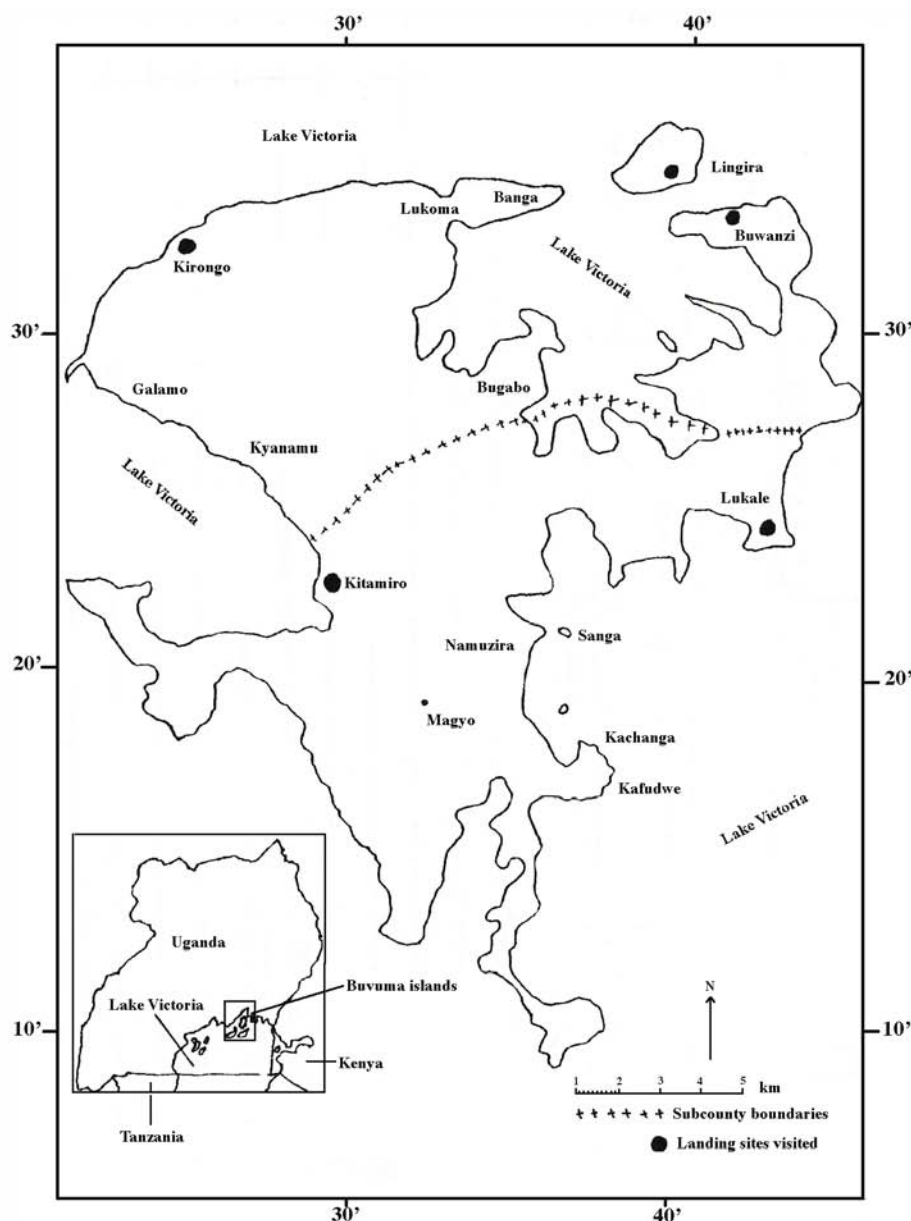 30’ 40’
Lake Victoria
Lingira
Banga
Lukoma
Buwanzi
Lake Victoria
Kirongo
30’ 30’
Galamo
Bugabo
Kyanamu
Lake Victoria
Lukale
Kitamiro
Namuzira
Sanga
20’ 20’
Magyo
Kachanga
Kafudwe
Lake Victoria
Uganda
Buvuma islands
Lake Victoria
N
10’ 10’
Kenya
1 2 3 4 5 km
Subcounty boundaries
Tanzania
Landing sites visited
30’ 40’